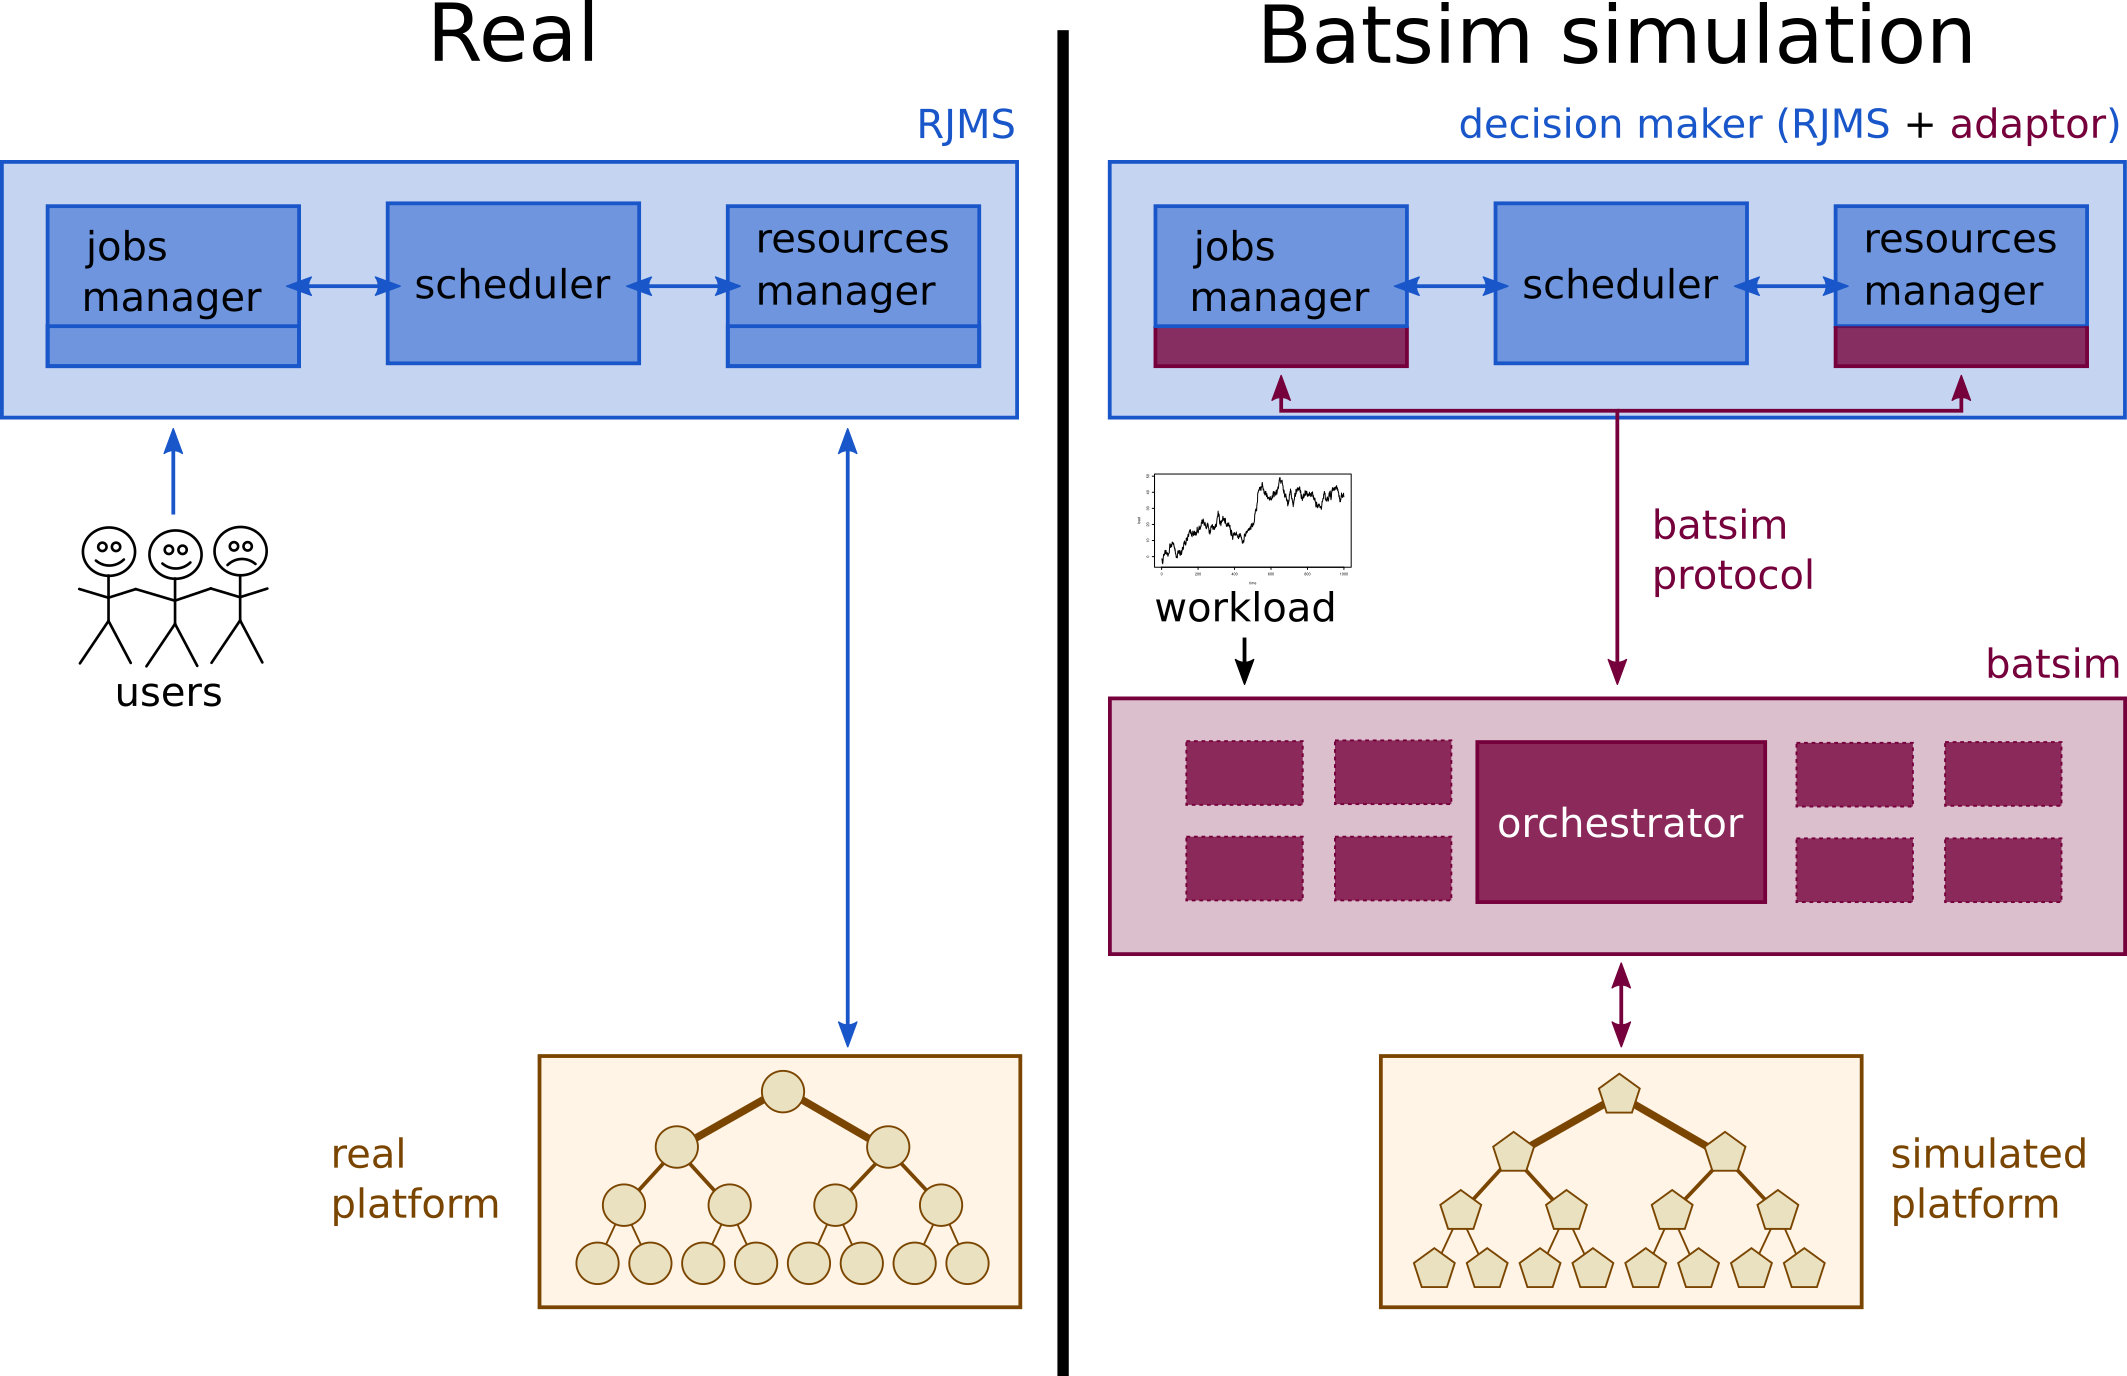 Real
RJMS
jobs
manager
scheduler
resources
manager
users
real
platform
Batsim simulation
decision maker (RJMS + adaptor)
jobs
manager
scheduler
resources
manager
workload
batsim
protocol
batsim
orchestrator
simulated
platform